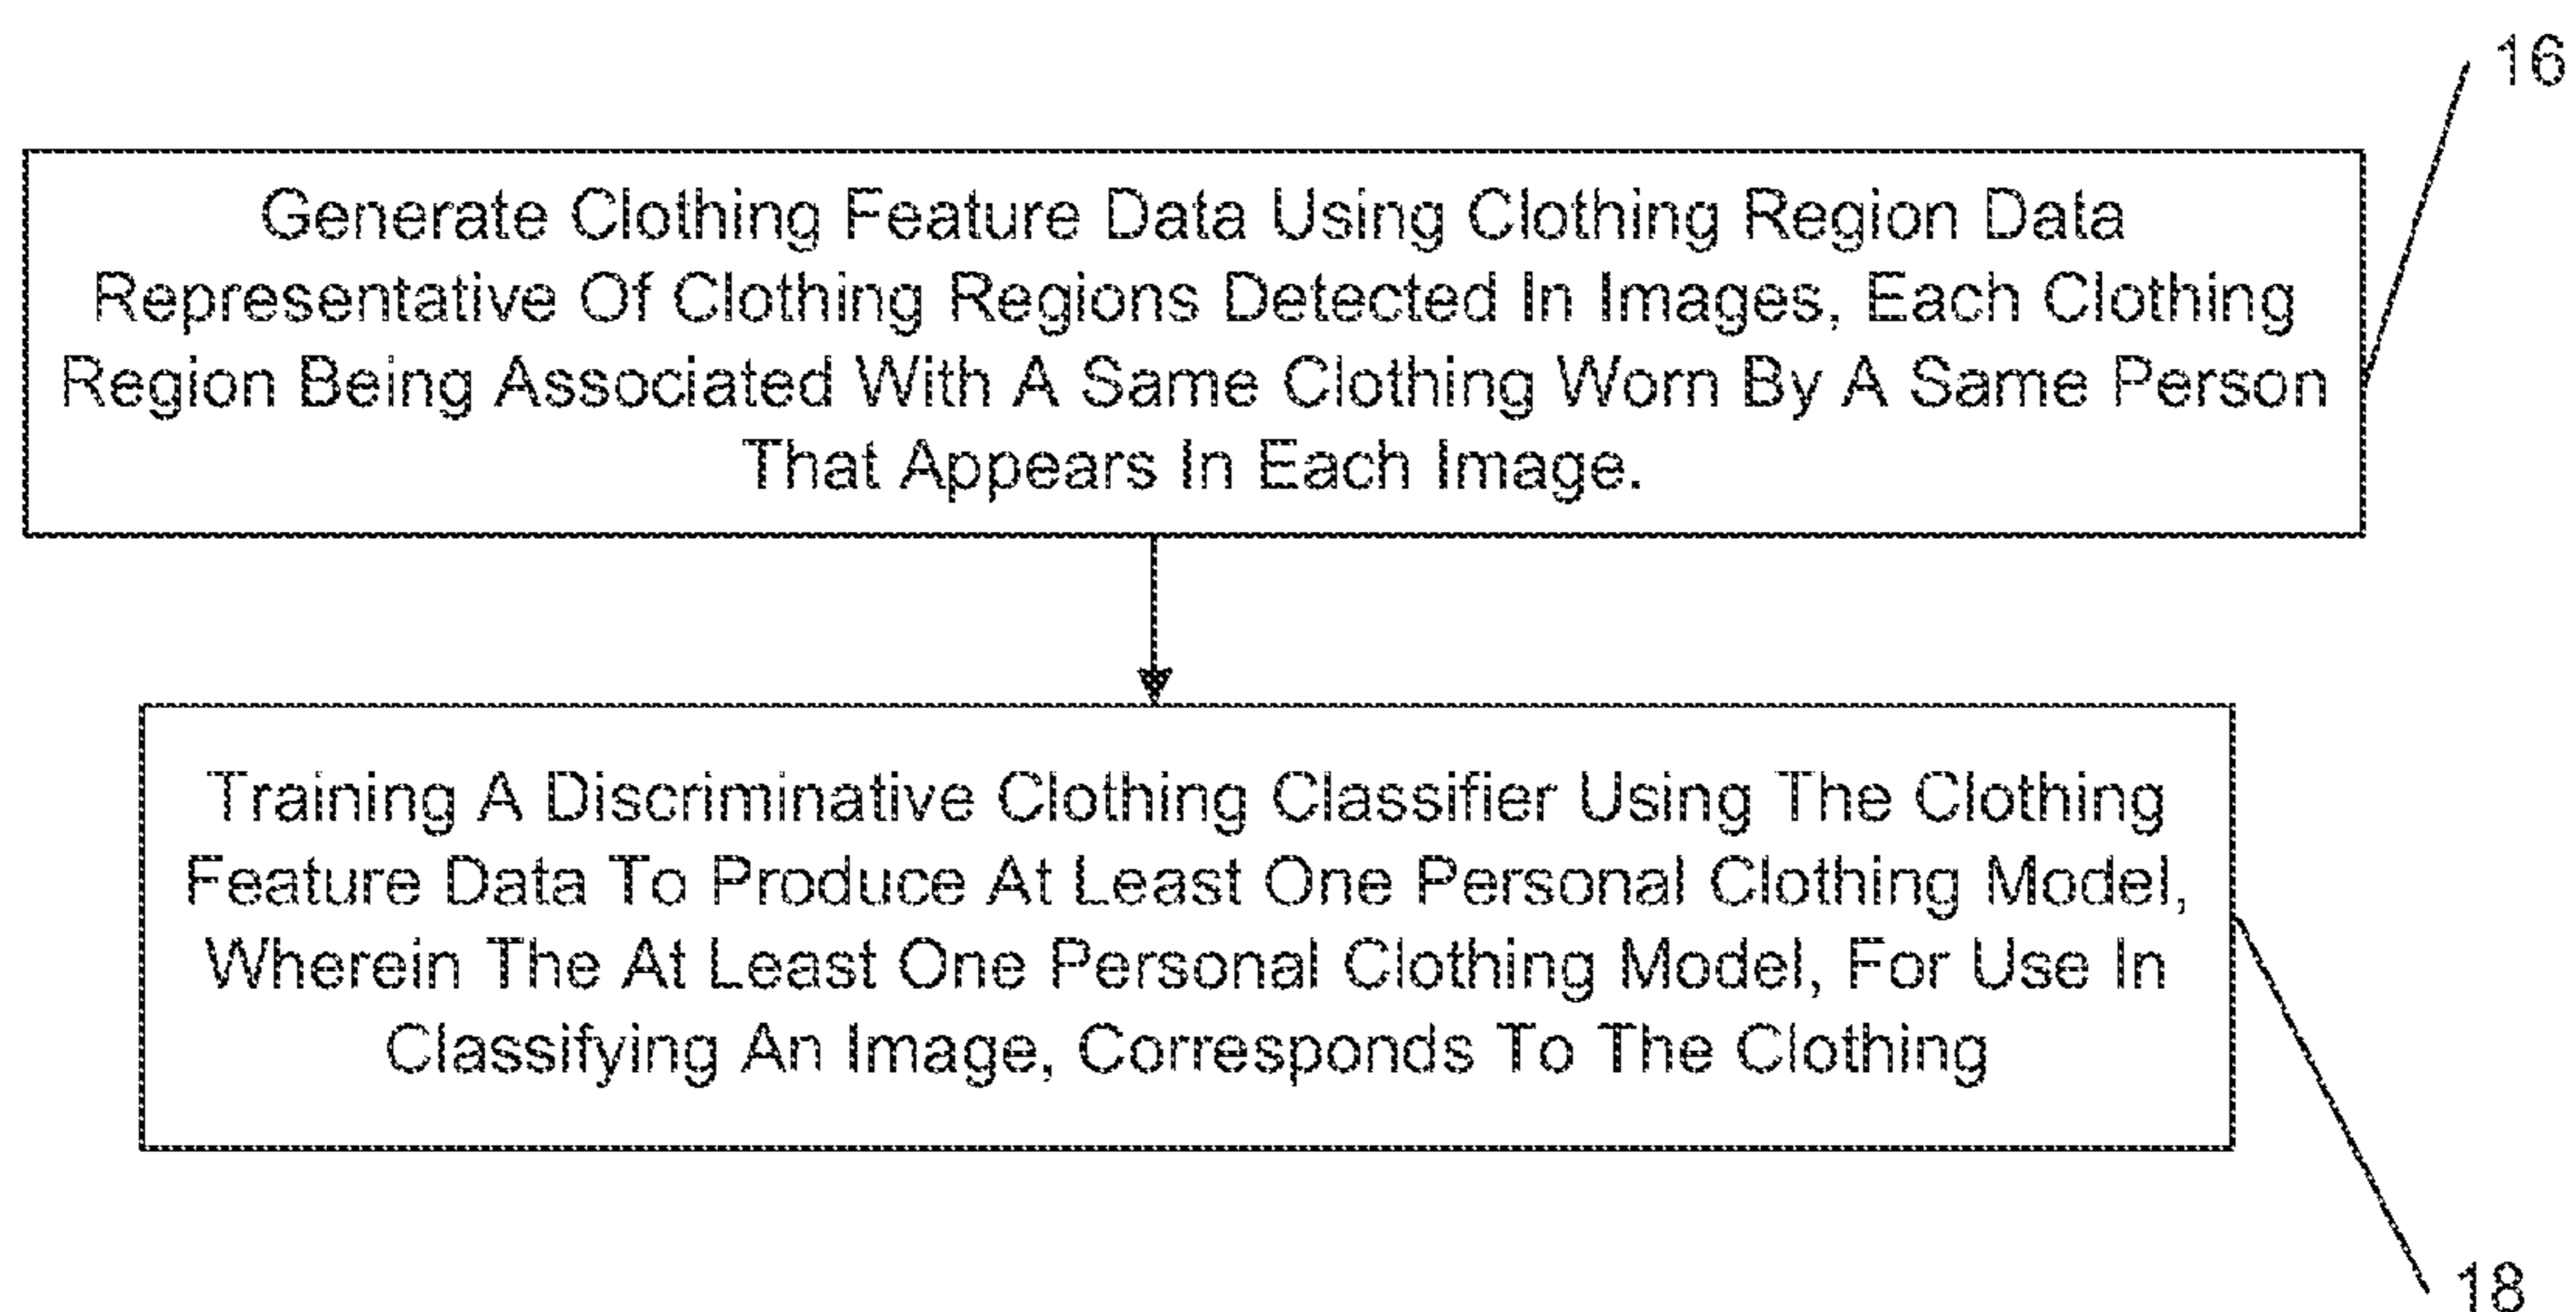 16
Generate Clothing Feature Data Using Clothing Region Data
Representative Of Clothing Regions Detected In Images, Each Clothing
Region Being Associated With A Same Clothing Worn By A Same Person
That Appears In Each Image.
Training A Discriminative Clothing Classifier Using The Clothing
Feature Data To Produce At Least One Personal Clothing Model,
Wherein The At Least One Personal Clothing Model, For Use In
Classifying An Image, Corresponds To The Clothing
18